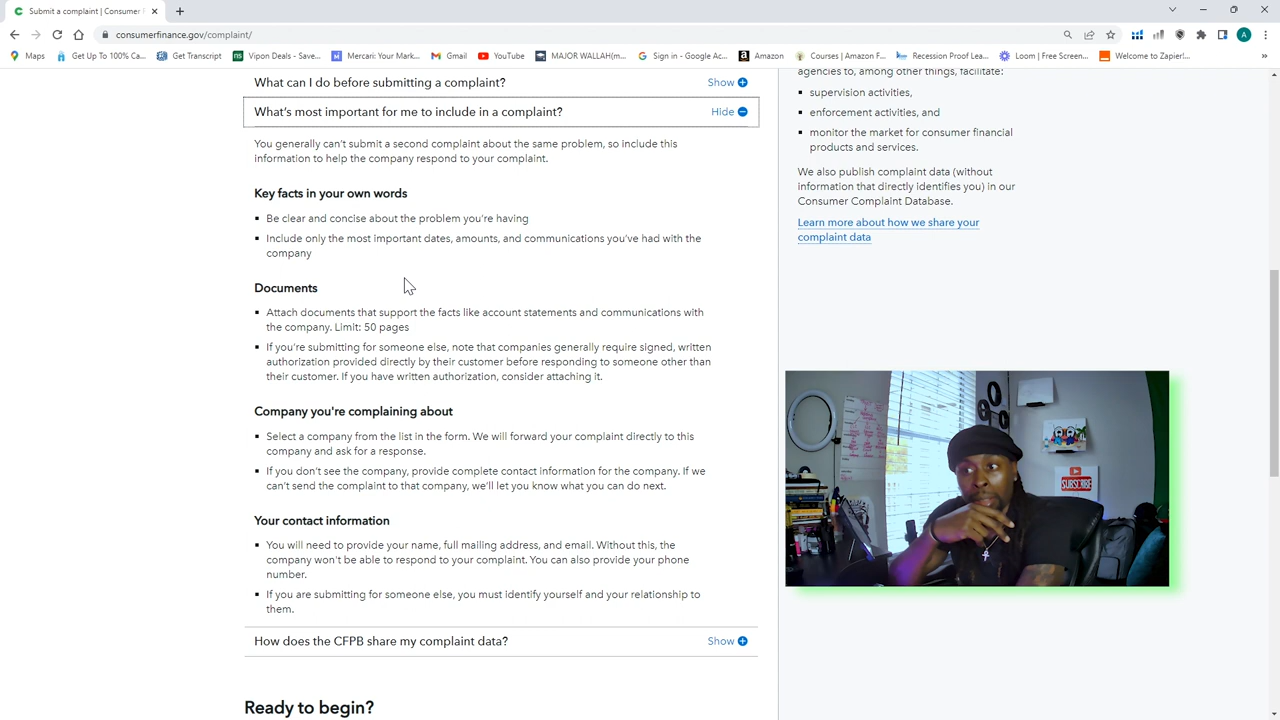 Submit a complaint | Consumer F
consumerfinance.gov/complaint/
Maps
Get Up To 100% Ca...
Get Transcript
Vipon Deals - Save...
Mercari: Your Mark...
Gmail
YouTube
MAJOR WALLAH(m...
Sign in - Google Ac...
Amazon
Courses | Amazon F...
Recession Proof Lea...
Loom | Free Screen...
Welcome to Zapier!...
A
What can I do before submitting a complaint?
Show
What's most important for me to include in a complaint?
Hide
You generally can't submit a second complaint about the same problem, so include this
information to help the company respond to your complaint.
Key facts in your own words
Be clear and concise about the problem you're having
Include only the most important dates, amounts, and communications you've had with the
company
Documents
Attach documents that support the facts like account statements and communications with
the company. Limit: 50 pages
If you're submitting for someone else, note that companies generally require signed, written
authorization provided directly by their customer before responding to someone other than
their customer. If you have written authorization, consider attaching it.
Company you're complaining about
Select a company from the list in the form. We will forward your complaint directly to this
company and ask for a response.
If you don't see the company, provide complete contact information for the company. If we
can't send the complaint to that company, we'll let you know what you can do next.
Your contact information
You will need to provide your name, full mailing address, and email. Without this, the
company won't be able to respond to your complaint. You can also provide your phone
number.
If you are submitting for someone else, you must identify yourself and your relationship to
them.
How does the CFPB share my complaint data?
Show
Ready to begin?
agencies to, among other things, facilitate:
supervision activities,
enforcement activities, and
monitor the market for consumer financial
products and services.
We also publish complaint data (without
information that directly identifies you) in our
Consumer Complaint Database.
Learn more about how we share your
complaint data
SUBSCRIBE